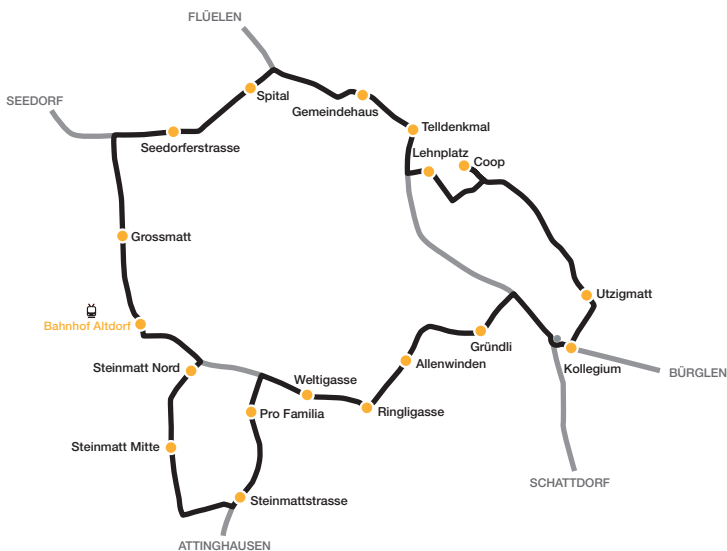 FLÜELEN
SEEDORF
Spital
Gemeindehaus
Telldenkmal
Seedorferstrasse
Lehnplatz
Coop
Grossmatt
Utzigmatt
Bahnhof Altdorf
Gründli
Steinmatt Nord
Allenwinden
Kollegium
BÜRGLEN
Weltigasse
Pro Familia
Ringligasse
Steinmatt Mitte
SCHATTDORF
Steinmattstrasse
ATTINGHAUSEN